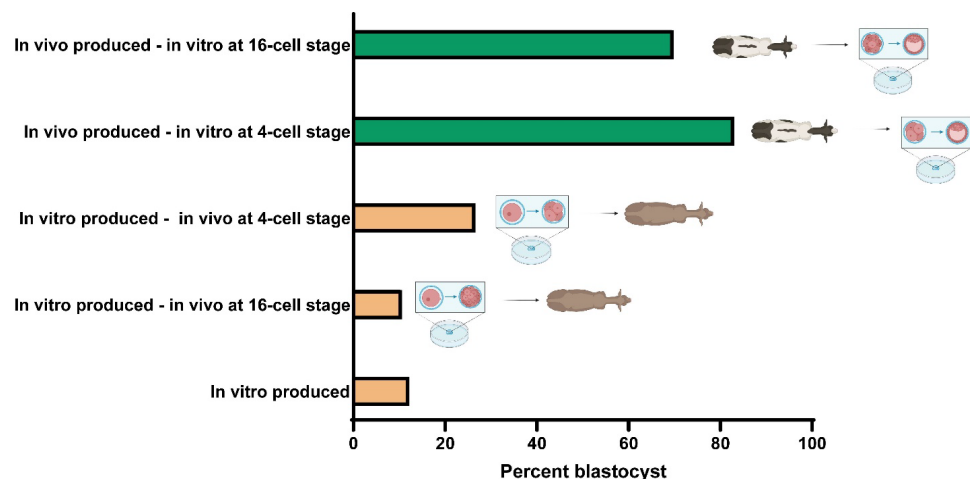 In vivo produced - in vitro at 16-cell stage
In vivo produced - in vitro at 4-cell stage
In vitro produced -  in vivo at 4-cell stage
In vitro produced - in vivo at 16-cell stage
In vitro produced
0 20 40 60 80 100
Percent blastocyst